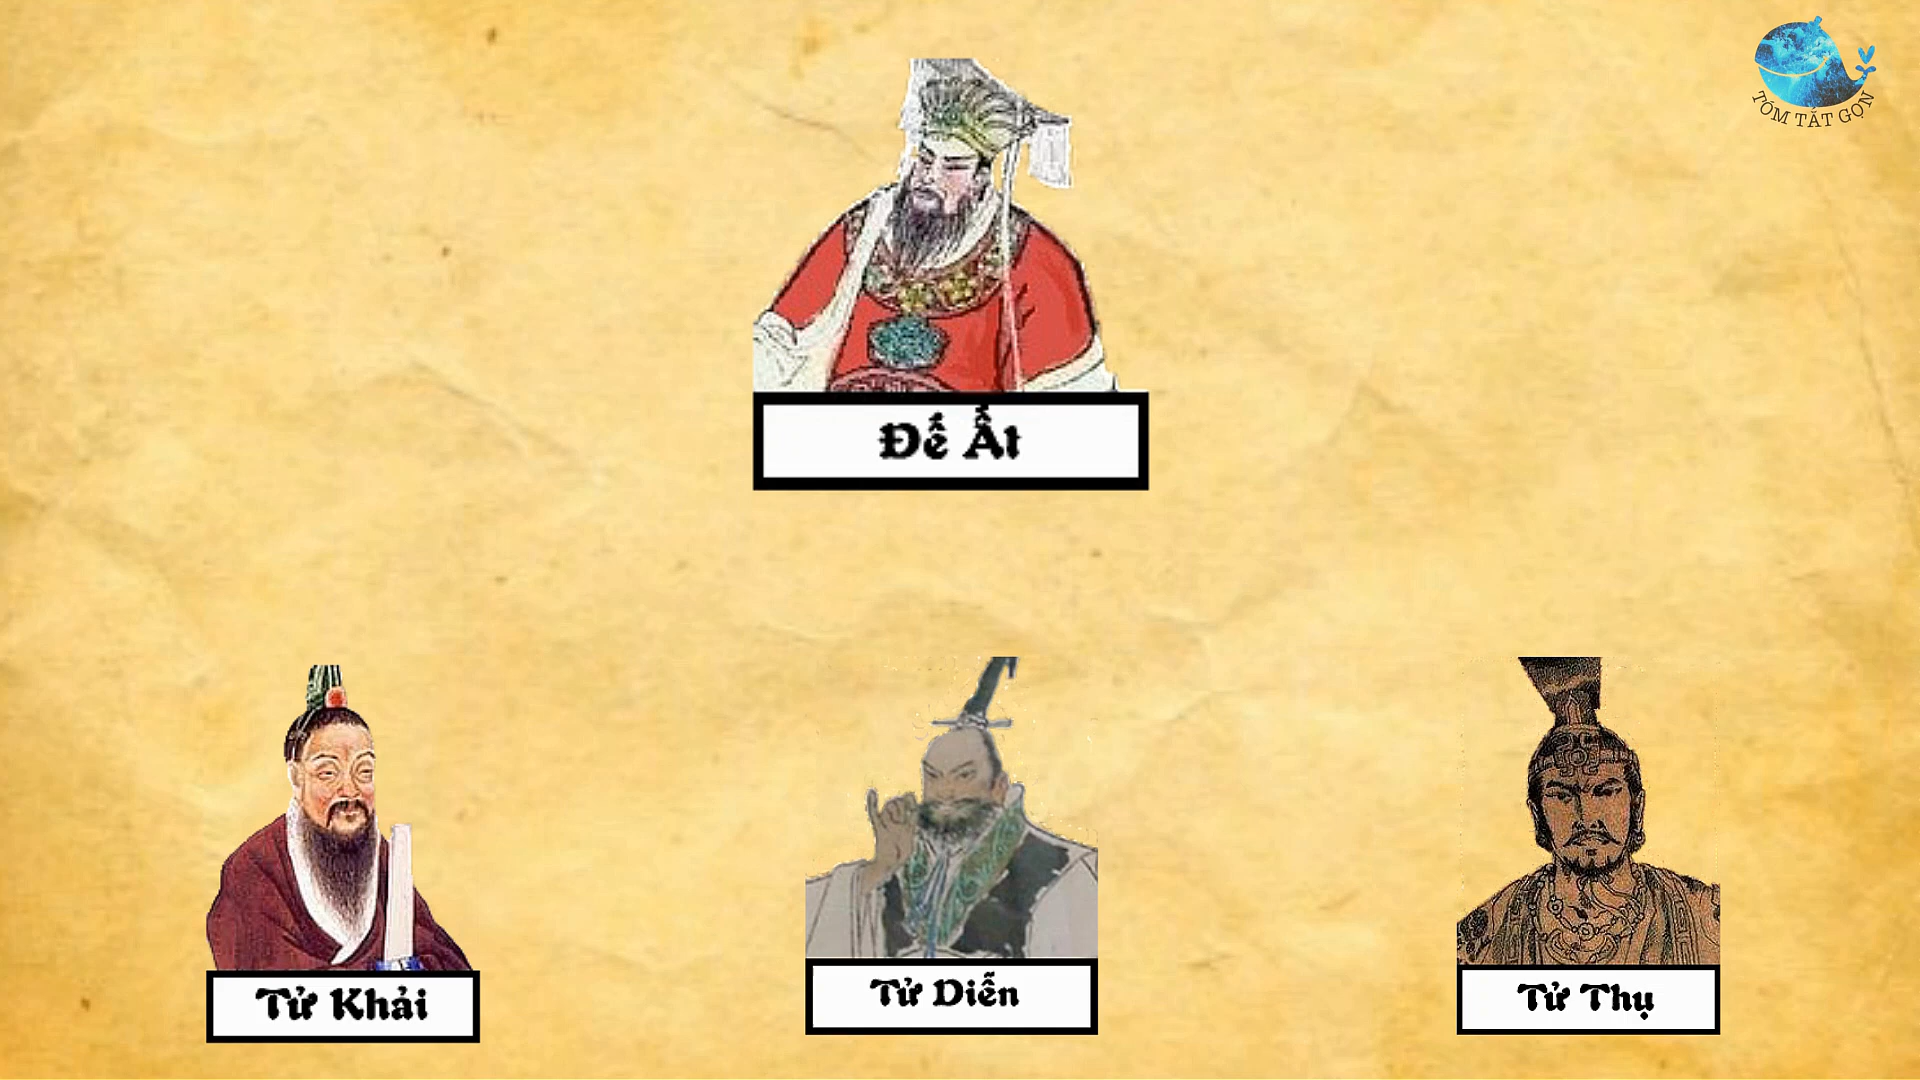 TÓM TẮT GỌN
Đế Ất
Tử Khải
Tử Diễn
Tử Thụ